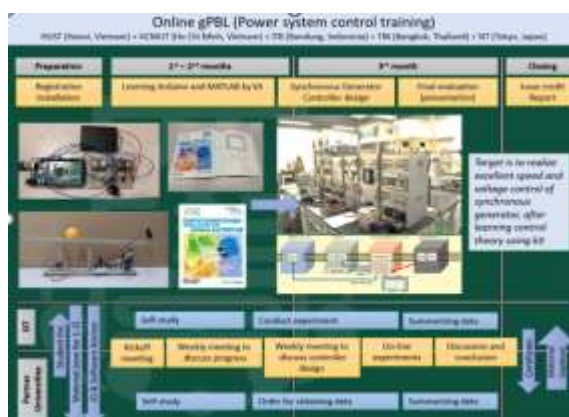 Online gPBL (Power system control training)
HUST (Hanoi, Vietnam) + HCMUT (Ho Chi Minh, Vietnam) + ITB (Bandung, Indonesia) + TNI (Bangkok, Thailand) + SIT (Tokyo, Japan)
Preparation
1st – 2nd months
3rd month
Closing
Registration
Installation
Learning Arduino and MATLAB by
Synchronous Generator
Controller design
Final evaluation
(presentation)
Issue credit
Report
Target is to realize
excellent speed and
voltage control of
synchronous
generator, after
learning control
theory using kit
SIT
Self-study
Conduct experiment
Summarizing data
Kickoff
meeting
Weekly meeting to
discuss progress
Weekly meeting to
discuss controller
design
On-line
experiments
Discussion and
conclusion
Partner
Universities
Self-study
Order for obtaining data
Summarizing data
Certificate